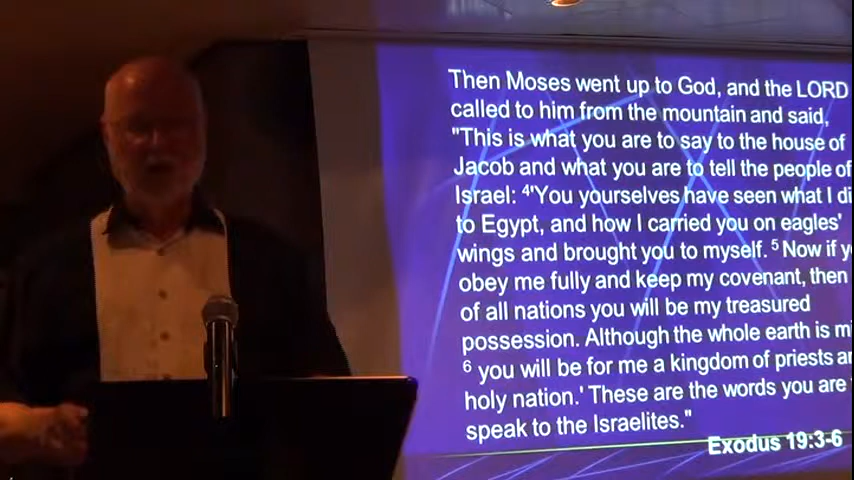 Then Moses went up to God, and the LORD
called to him from the mountain and said,
"This is what you are to say to the house of
Jacob and what you are to tell the people of
Israel: 4'You yourselves have seen what I
to Egypt, and how I carried you on eagles'
wings and brought you to myself. 5 Now if
obey me fully and keep my covenant, then
of all nations you will be my treasured
possession. Although the whole earth is
6 you will be for me a kingdom of priests
holy nation.' These are the words you are
speak to the Israelites."
Exodus 19:3-6